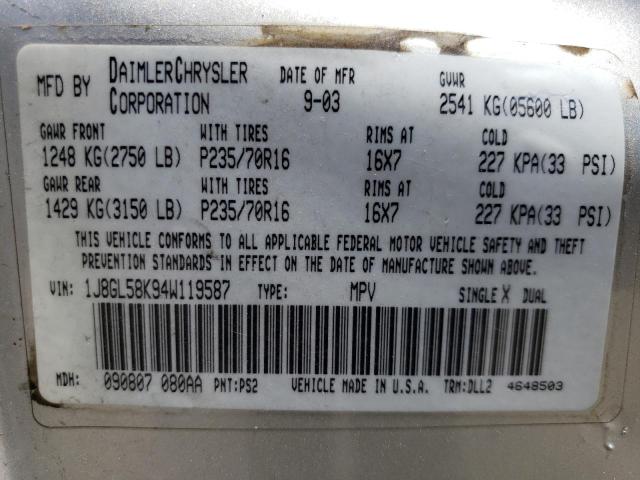 MFD BY DAIMLERCHRYSLER CORPORATION DATE OF MFR 9-03 GVWR 2541 KG(05600 LB)
GAWR FRONT WITH TIRES RIMS AT COLD
1248 KG(2750 LB) P235/70R16 16X7 227 KPA(33 PSI)
GAWR REAR WITH TIRES RIMS AT COLD
1429 KG(3150 LB) P235/70R16 16X7 227 KPA(33 PSI)
THIS VEHICLE CONFORMS TO ALL APPLICABLE FEDERAL MOTOR VEHICLE SAFETY AND THEFT
PREVENTION STANDARDS IN EFFECT ON THE DATE OF MANUFACTURE SHOWN ABOVE.
VIN: 1J8GL58K94W119587 TYPE: MPV SINGLE X DUAL
MDH: 090807 080AA PNT:PS2 VEHICLE MADE IN U.S.A. TRM:DLL2 4648503